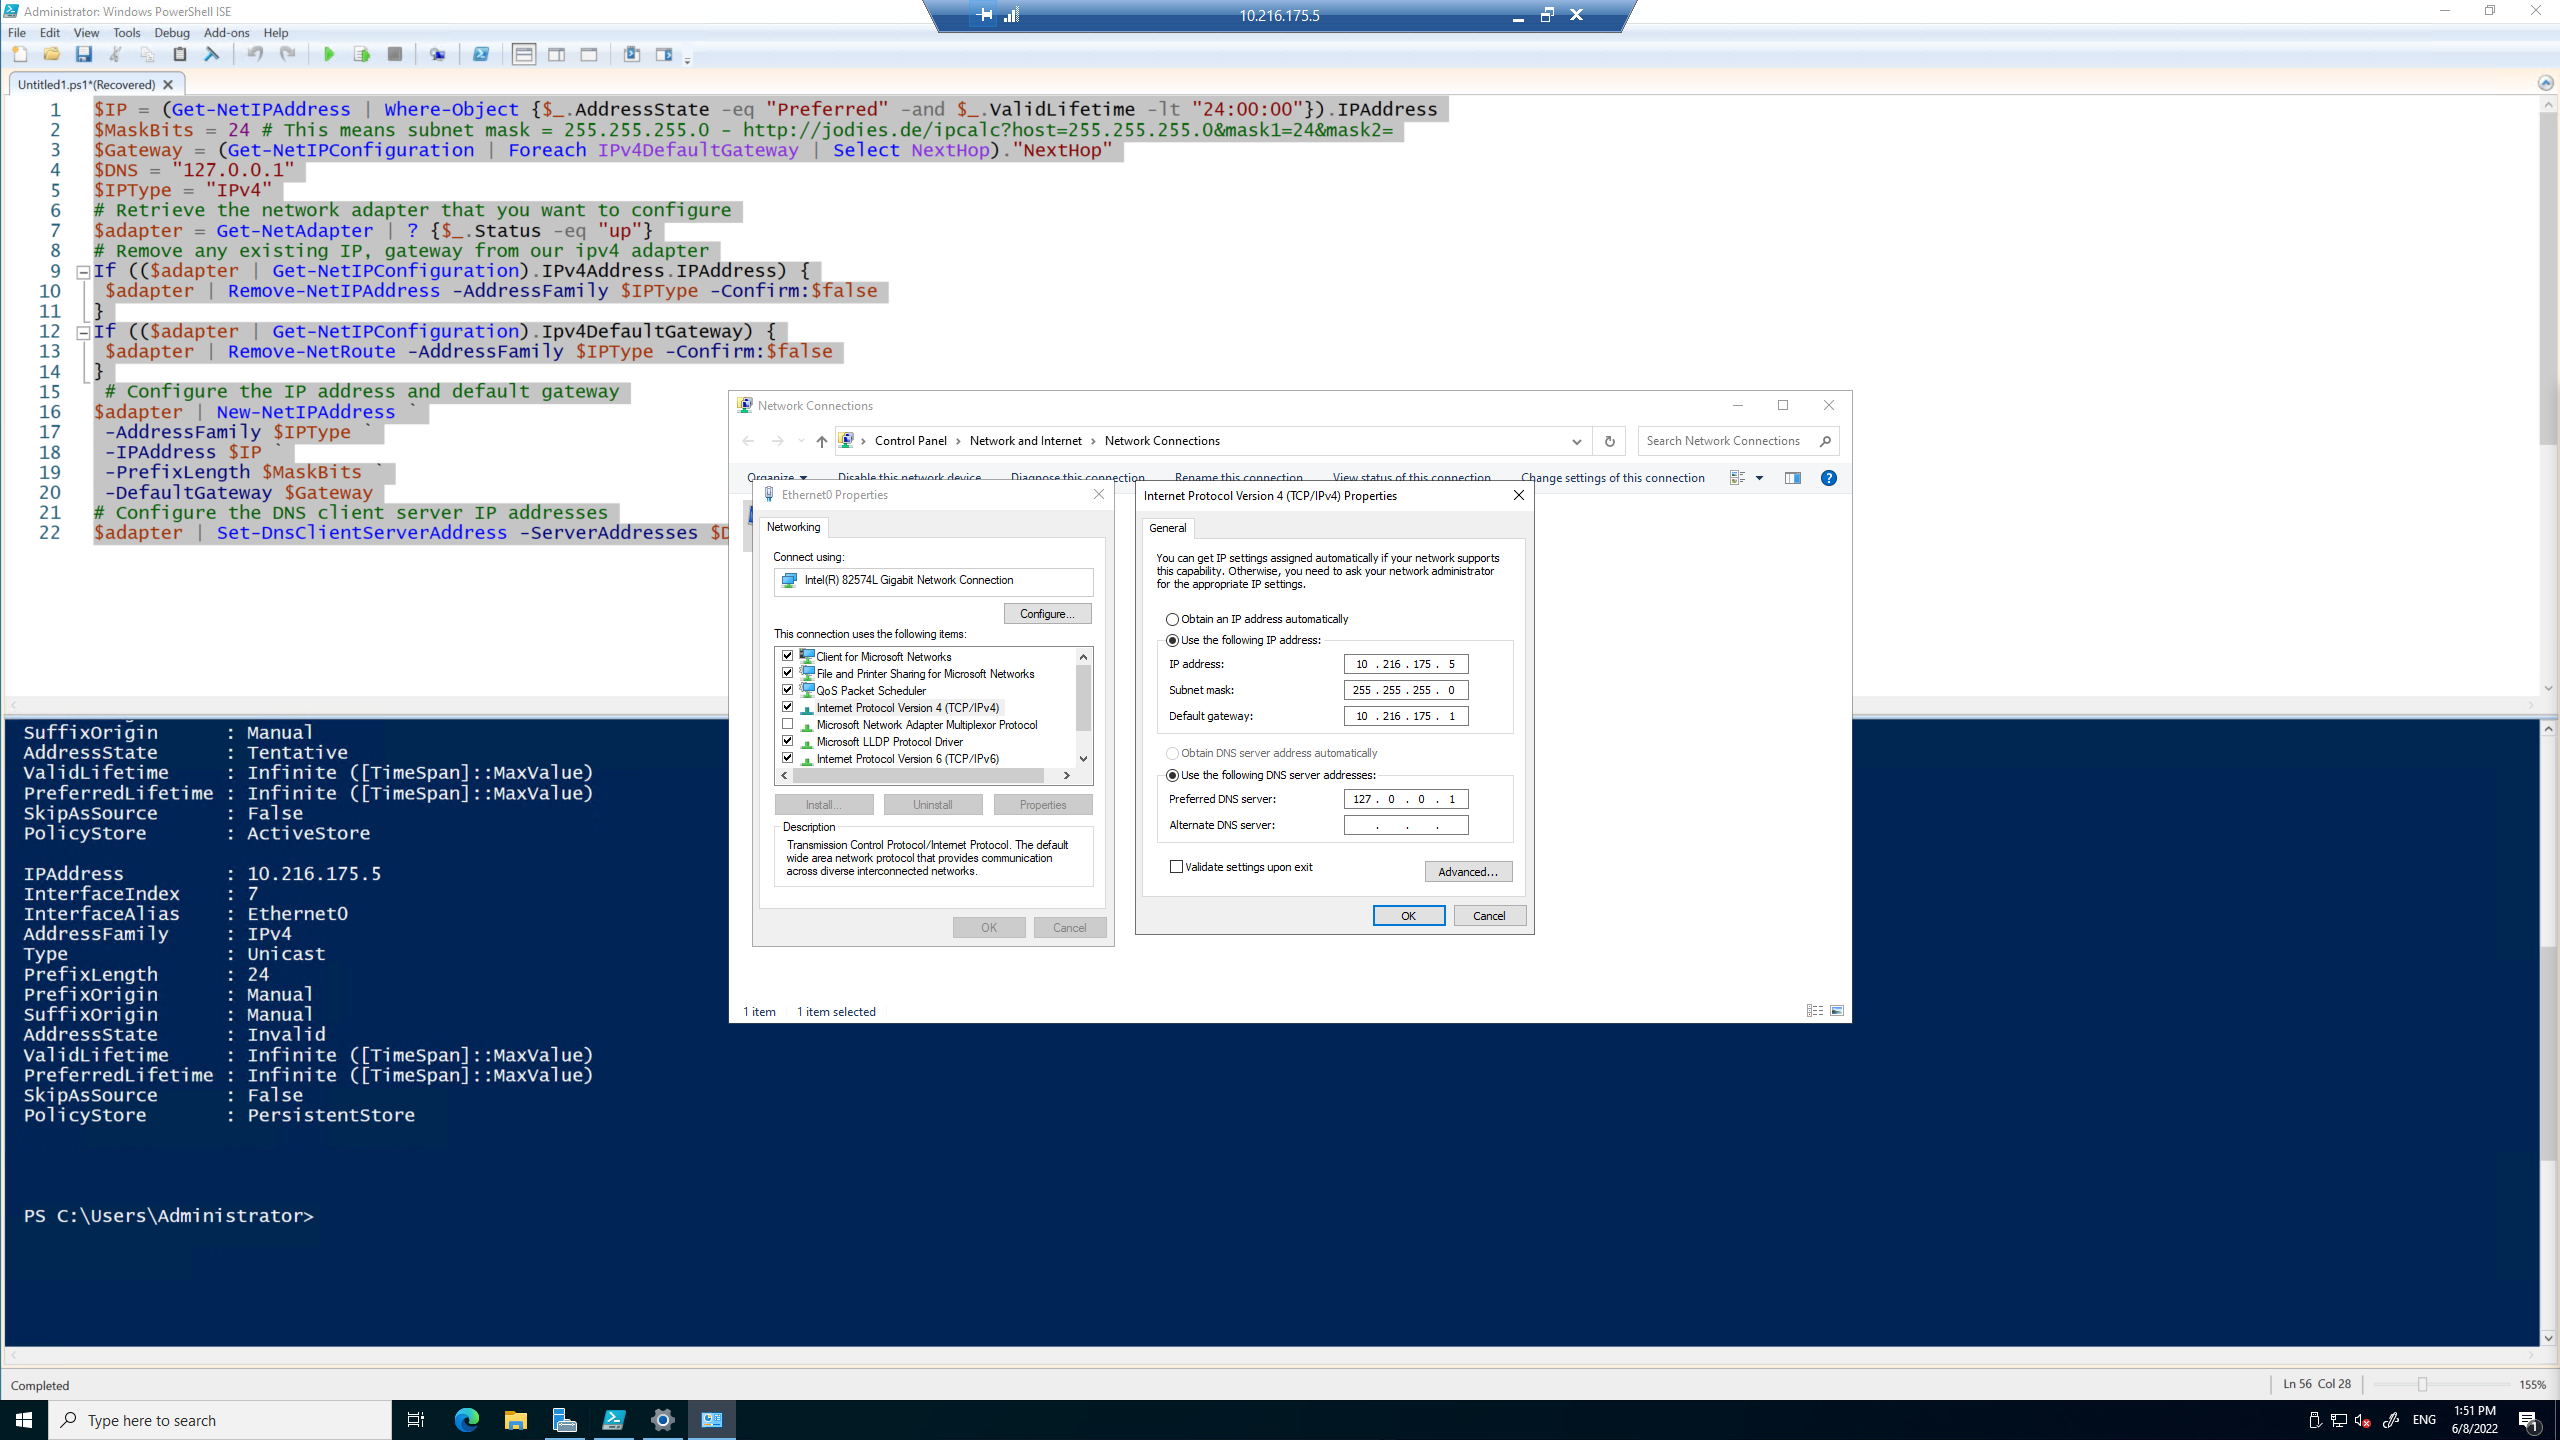 Administrator: Windows PowerShell ISE
10.216.175.5
File Edit View Tools Debug Add-ons Help
Untitled1.ps1*(Recovered)
1 $IP = (Get-NetIPAddress | Where-Object {$_.AddressState -eq "Preferred" -and $_.ValidLifetime -lt "24:00:00"}).IPAddress
2 $MaskBits = 24 # This means subnet mask = 255.255.255.0 - http://jodies.de/ipcalc?host=255.255.255.0&mask1=24&mask2=
3 $Gateway = (Get-NetIPConfiguration | Foreach IPv4DefaultGateway | Select NextHop)."NextHop"
4 $DNS = "127.0.0.1"
5 $IPType = "IPv4"
6 # Retrieve the network adapter that you want to configure
7 $adapter = Get-NetAdapter | ? {$_.Status -eq "up"}
8 # Remove any existing IP, gateway from our ipv4 adapter
9 If (($adapter | Get-NetIPConfiguration).IPv4Address.IPAddress) {
10 $adapter | Remove-NetIPAddress -AddressFamily $IPType -Confirm:$false
11 }
12 If (($adapter | Get-NetIPConfiguration).Ipv4DefaultGateway) {
13 $adapter | Remove-NetRoute -AddressFamily $IPType -Confirm:$false
14 }
15 # Configure the IP address and default gateway
16 $adapter | New-NetIPAddress `
17 -AddressFamily $IPType `
18 -IPAddress $IP `
19 -PrefixLength $MaskBits `
20 -DefaultGateway $Gateway
21 # Configure the DNS client server IP addresses
22 $adapter | Set-DnsClientServerAddress -ServerAddresses $D
Network Connections
Control Panel > Network and Internet > Network Connections
Search Network Connections
Organize Disable this network device Diagnose this connection Rename this connection View status of this connection Change settings of this connection
Ethernet0 Properties
Networking
Connect using:
Intel(R) 82574L Gigabit Network Connection
Configure...
This connection uses the following items:
Client for Microsoft Networks
File and Printer Sharing for Microsoft Networks
QoS Packet Scheduler
Internet Protocol Version 4 (TCP/IPv4)
Microsoft Network Adapter Multiplexor Protocol
Microsoft LLDP Protocol Driver
Internet Protocol Version 6 (TCP/IPv6)
Install... Uninstall Properties
Description
Transmission Control Protocol/Internet Protocol. The default
wide area network protocol that provides communication
across diverse interconnected networks.
OK Cancel
Internet Protocol Version 4 (TCP/IPv4) Properties
General
You can get IP settings assigned automatically if your network supports
this capability. Otherwise, you need to ask your network administrator
for the appropriate IP settings.
Obtain an IP address automatically
Use the following IP address:
IP address: 10 . 216 . 175 . 5
Subnet mask: 255 . 255 . 255 . 0
Default gateway: 10 . 216 . 175 . 1
Obtain DNS server address automatically
Use the following DNS server addresses:
Preferred DNS server: 127 . 0 . 0 . 1
Alternate DNS server: . . .
Validate settings upon exit
Advanced...
OK Cancel
1 item 1 item selected
SuffixOrigin : Manual
AddressState : Tentative
ValidLifetime : Infinite ([TimeSpan]::MaxValue)
PreferredLifetime : Infinite ([TimeSpan]::MaxValue)
SkipAsSource : False
PolicyStore : ActiveStore
IPAddress : 10.216.175.5
InterfaceIndex : 7
InterfaceAlias : Ethernet0
AddressFamily : IPv4
Type : Unicast
PrefixLength : 24
PrefixOrigin : Manual
SuffixOrigin : Manual
AddressState : Invalid
ValidLifetime : Infinite ([TimeSpan]::MaxValue)
PreferredLifetime : Infinite ([TimeSpan]::MaxValue)
SkipAsSource : False
PolicyStore : PersistentStore
PS C:\Users\Administrator>
Completed
Ln 56 Col 28
155%
Type here to search
ENG
1:51 PM
6/8/2022
1